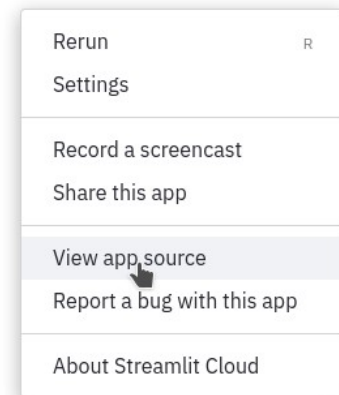 Rerun R
Settings
Record a screencast
Share this app
View app source
Report a bug with this app
About Streamlit Cloud